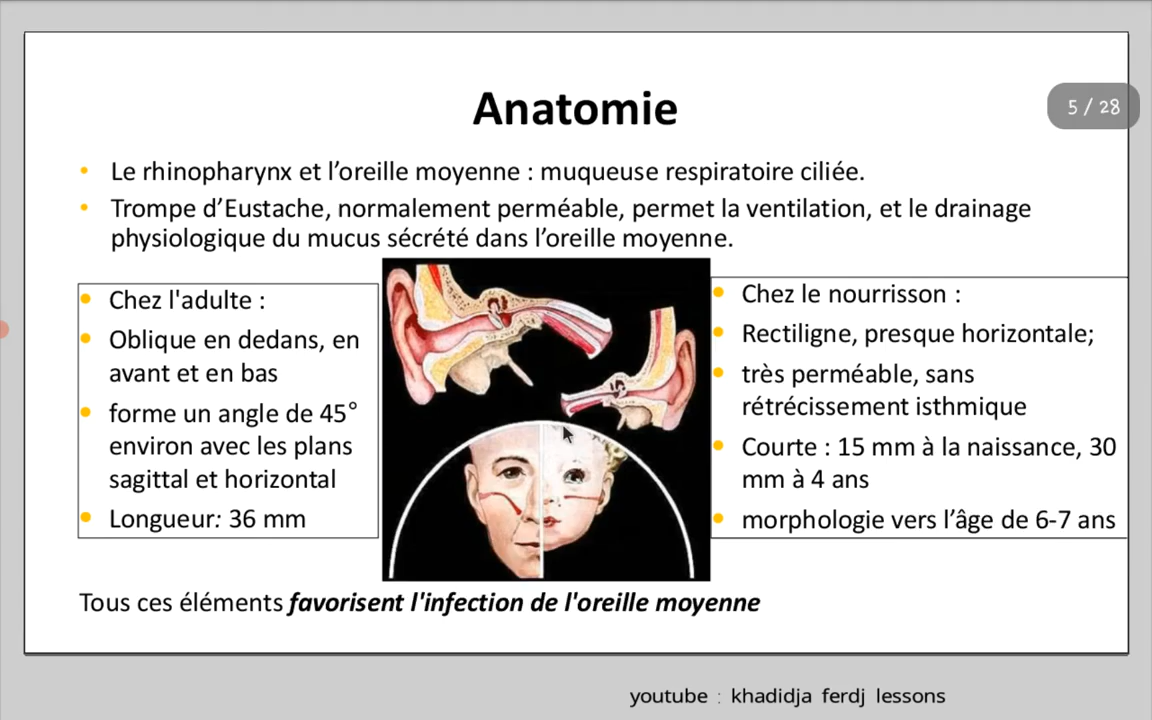 Anatomie
5 / 28
Le rhinopharynx et l’oreille moyenne : muqueuse respiratoire ciliée.
Trompe d’Eustache, normalement perméable, permet la ventilation, et le drainage
physiologique du mucus sécrété dans l’oreille moyenne.
Chez l'adulte :
Oblique en dedans, en
avant et en bas
forme un angle de 45°
environ avec les plans
sagittal et horizontal
Longueur: 36 mm
Chez le nourrisson :
Rectiligne, presque horizontale;
très perméable, sans
rétrécissement isthmique
Courte : 15 mm à la naissance, 30
mm à 4 ans
morphologie vers l’âge de 6-7 ans
Tous ces éléments favorisent l'infection de l'oreille moyenne
youtube : khadidja ferdj lessons